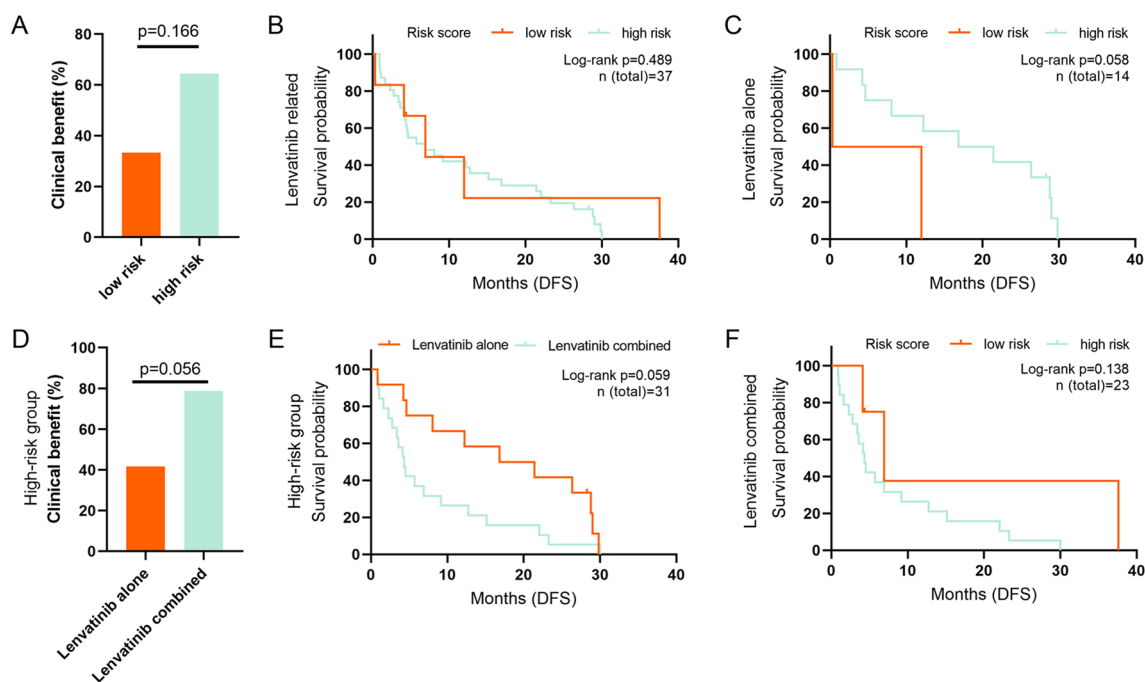 A
p=0.166
Clinical benefit (%)
80
60
40
20
0
low risk
high risk
B
Risk score low risk high risk
Log-rank p=0.489
n (total)=37
Lenvatinib related
Survival probability
100
80
60
40
20
0
0 10 20 30 40
Months (DFS)
C
Risk score low risk high risk
Log-rank p=0.058
n (total)=14
Lenvatinib alone
Survival probability
100
80
60
40
20
0
0 10 20 30 40
Months (DFS)
D
p=0.056
High-risk group
Clinical benefit (%)
100
80
60
40
20
0
Lenvatinib alone
Lenvatinib combined
E
Lenvatinib alone Lenvatinib combined
Log-rank p=0.059
n (total)=31
High-risk group
Survival probability
100
80
60
40
20
0
0 10 20 30 40
Months (DFS)
F
Risk score low risk high risk
Log-rank p=0.138
n (total)=23
Lenvatinib combined
Survival probability
100
80
60
40
20
0
0 10 20 30 40
Months (DFS)